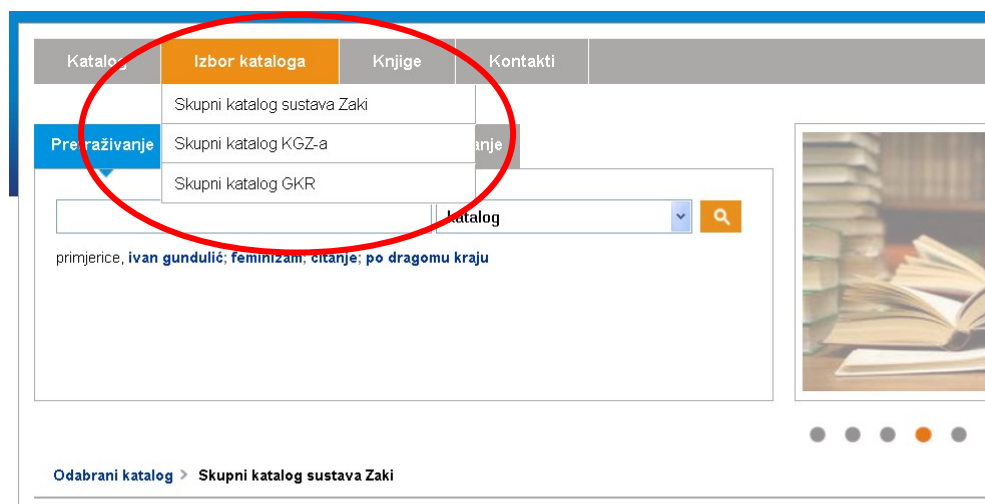 Katalog Izbor kataloga Knjige Kontakti
Skupni katalog sustava Zaki
Skupni katalog KGZ-a
Skupni katalog GKR
Pretraživanje
katalog
primjerice, ivan gundulić; feminizam; čitanje; po dragomu kraju
Odabrani katalog > Skupni katalog sustava Zaki